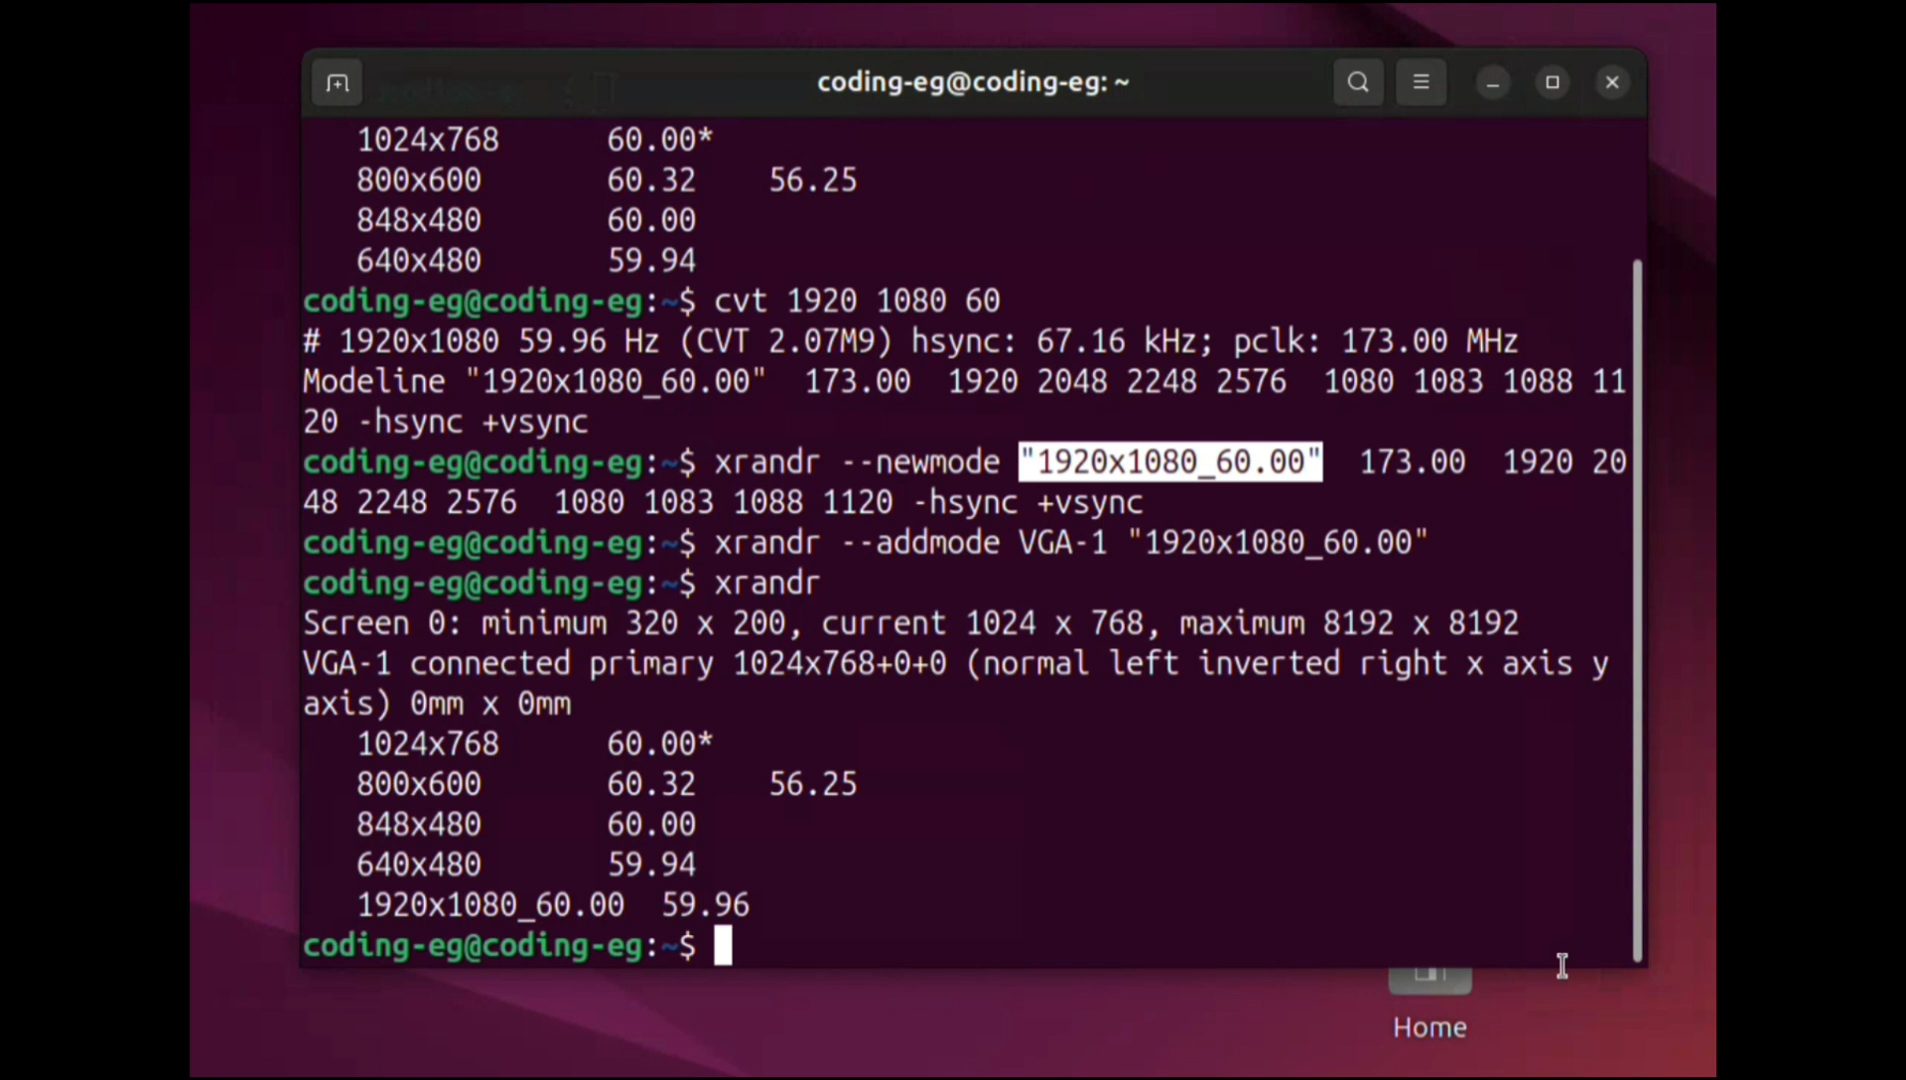 coding-eg@coding-eg: ~
1024x768 60.00*
800x600 60.32 56.25
848x480 60.00
640x480 59.94
coding-eg@coding-eg:~$ cvt 1920 1080 60
# 1920x1080 59.96 Hz (CVT 2.07M9) hsync: 67.16 kHz; pclk: 173.00 MHz
Modeline "1920x1080_60.00" 173.00 1920 2048 2248 2576 1080 1083 1088 11
20 -hsync +vsync
coding-eg@coding-eg:~$ xrandr --newmode "1920x1080_60.00" 173.00 1920 20
48 2248 2576 1080 1083 1088 1120 -hsync +vsync
coding-eg@coding-eg:~$ xrandr --addmode VGA-1 "1920x1080_60.00"
coding-eg@coding-eg:~$ xrandr
Screen 0: minimum 320 x 200, current 1024 x 768, maximum 8192 x 8192
VGA-1 connected primary 1024x768+0+0 (normal left inverted right x axis y
axis) 0mm x 0mm
1024x768 60.00*
800x600 60.32 56.25
848x480 60.00
640x480 59.94
1920x1080_60.00 59.96
coding-eg@coding-eg:~$
Home